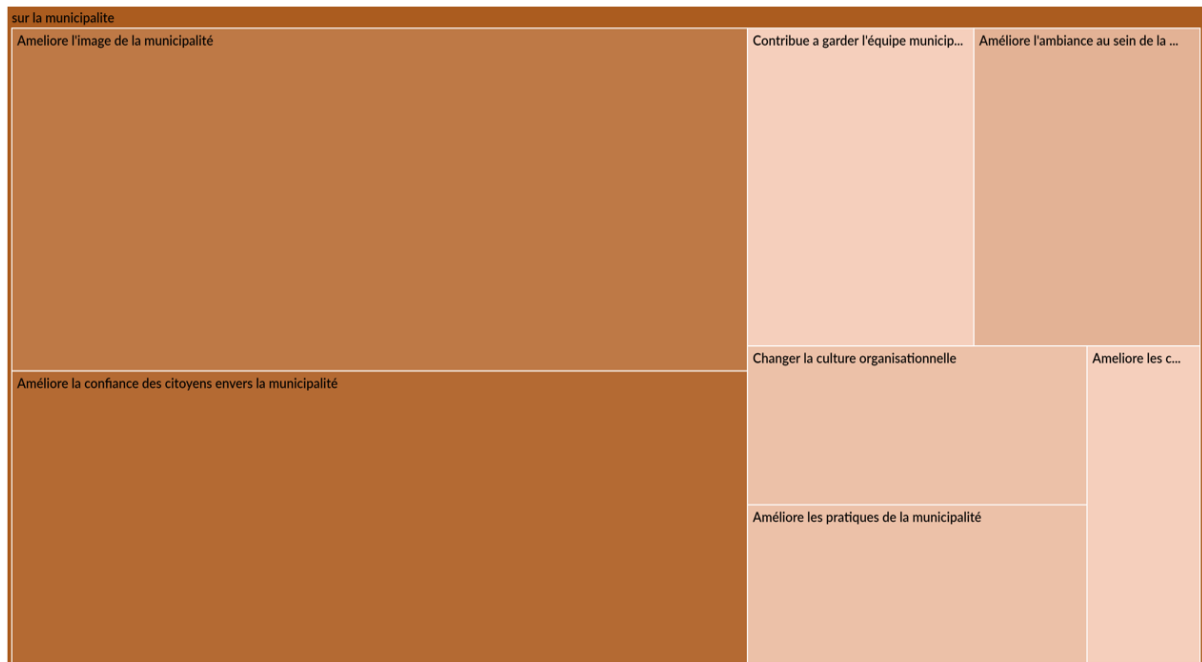 sur la municipalite
Ameliore l'image de la municipalité
Contribue a garder l'équipe municip...
Améliore l'ambiance au sein de la ...
Améliore la confiance des citoyens envers la municipalité
Changer la culture organisationnelle
Ameliore les c...
Améliore les pratiques de la municipalité